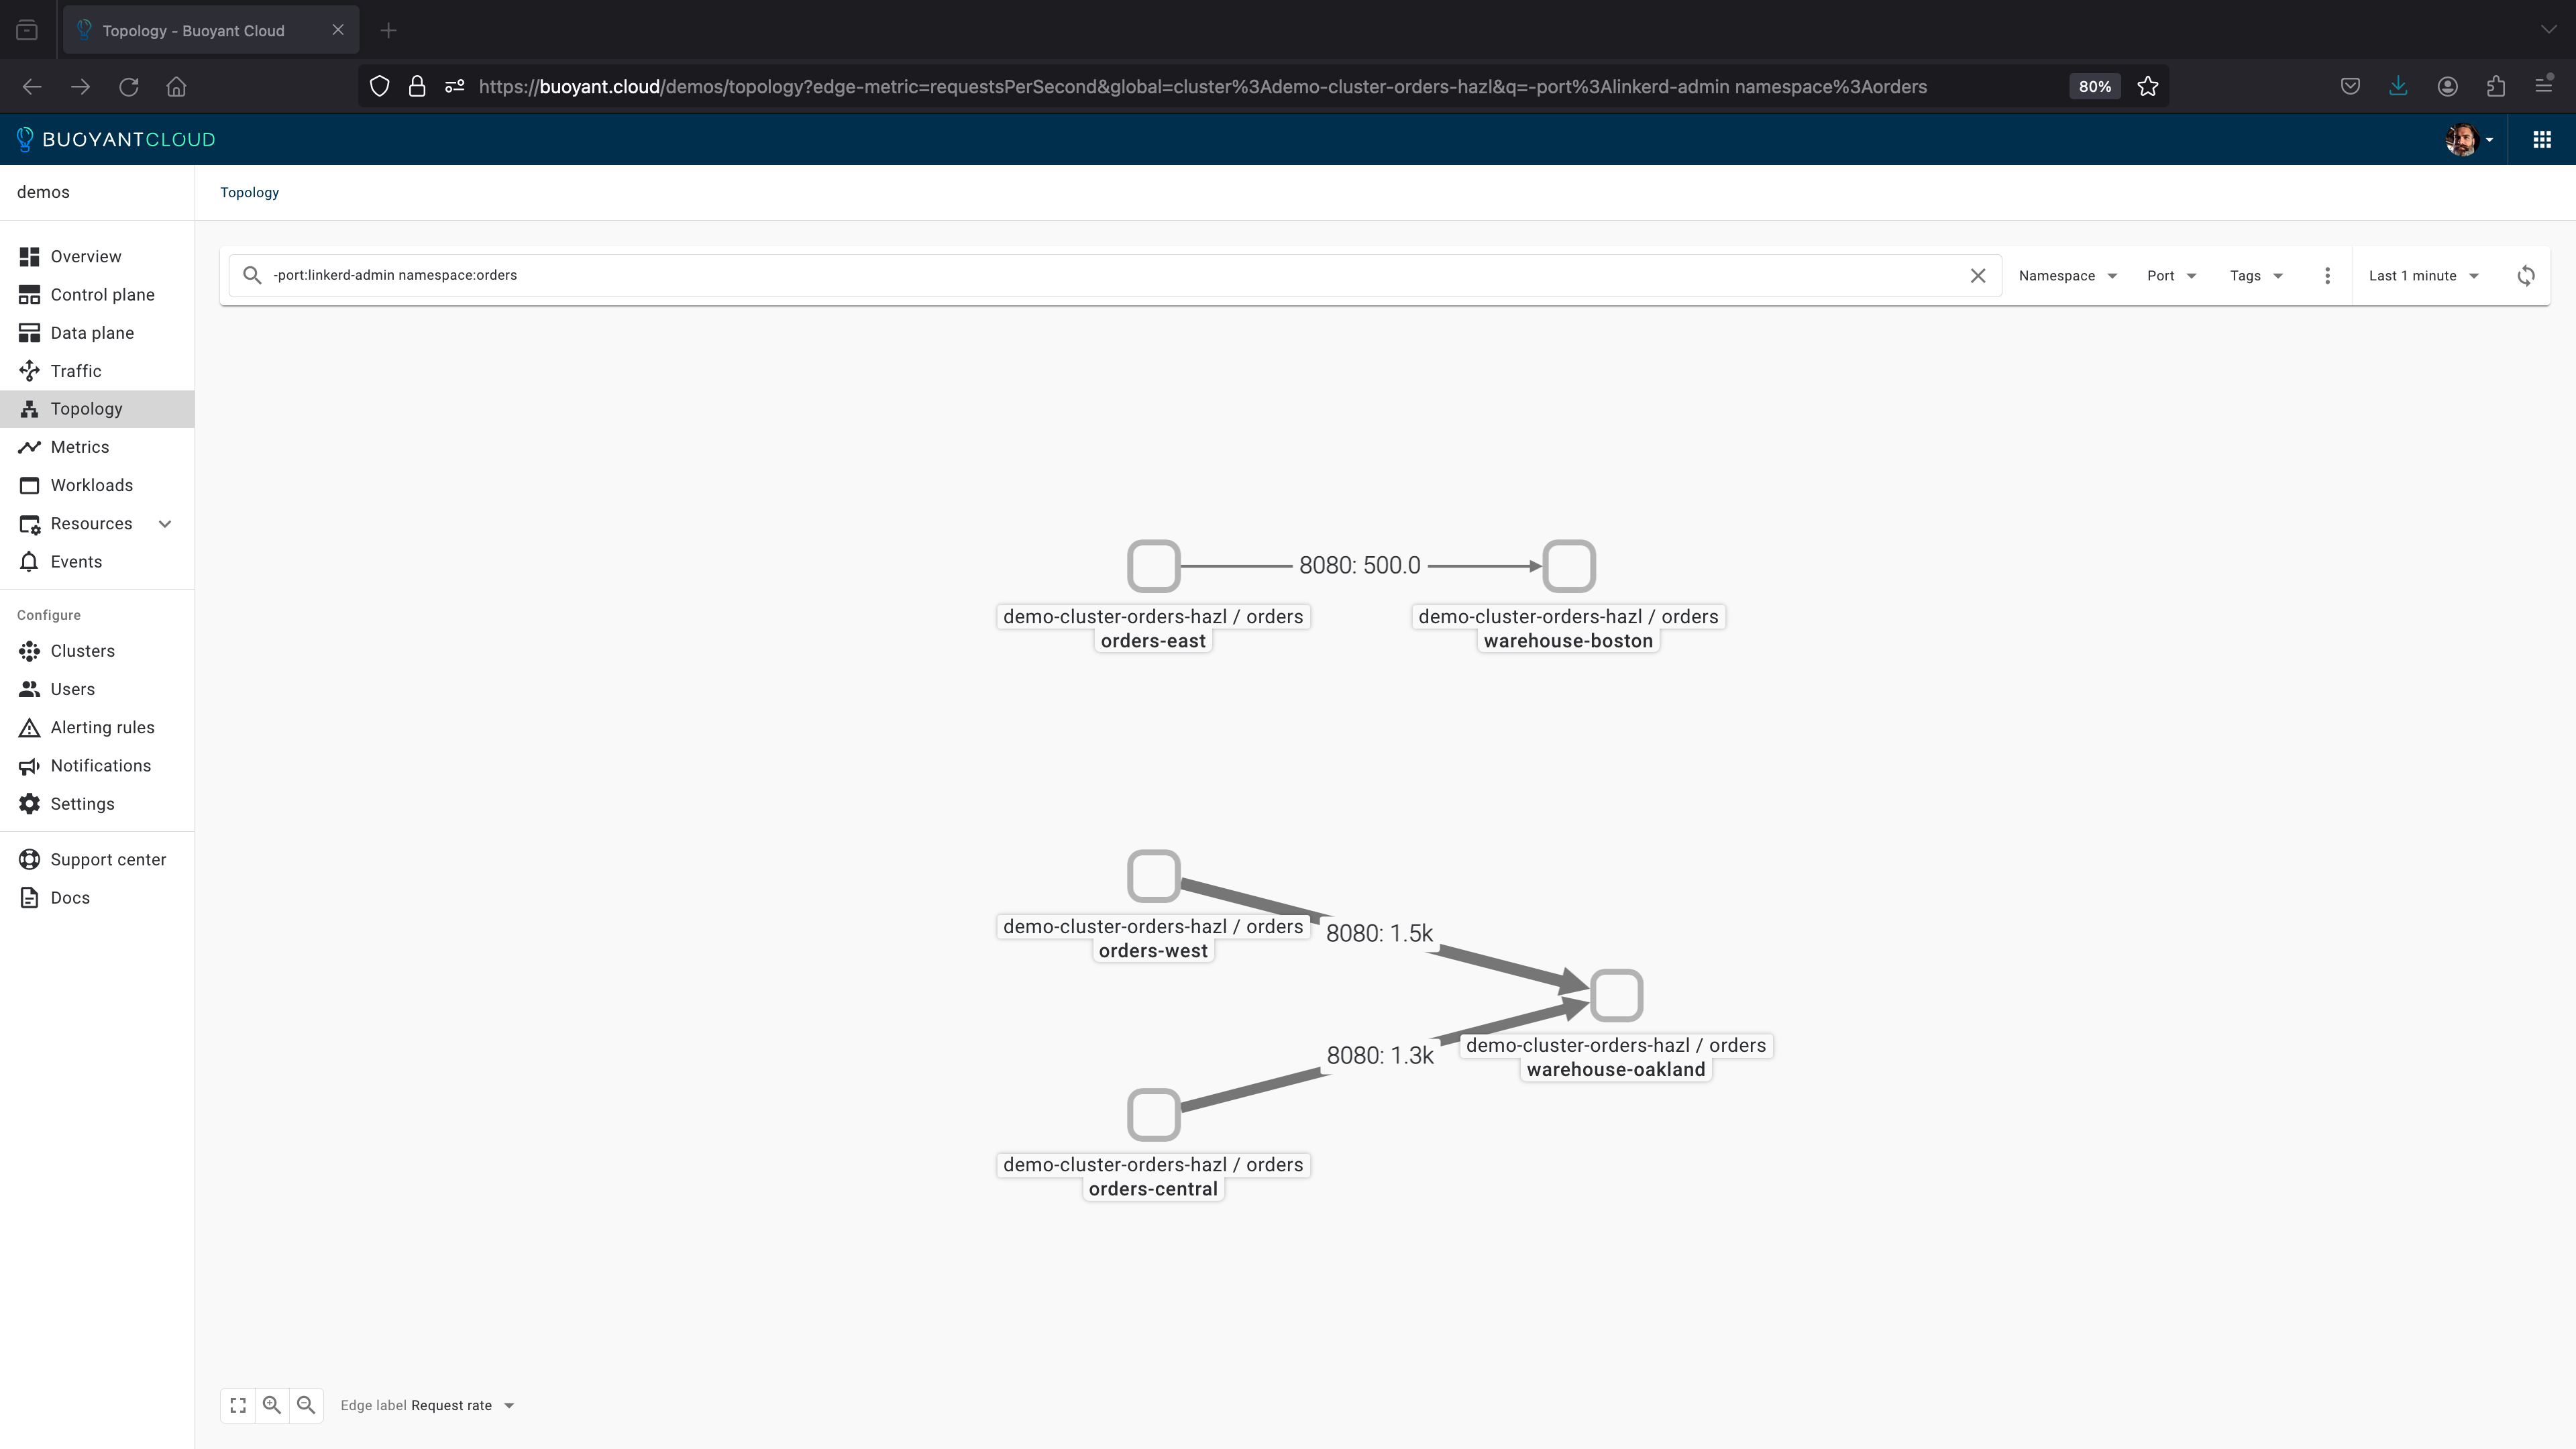 Topology - Buoyant Cloud
https://buoyant.cloud/demos/topology?edge-metric=requestsPerSecond&global=cluster%3Ademo-cluster-orders-hazl&q=-port%3Alinkerd-admin namespace%3Aorders
80%
BUOYANTCLOUD
demos
Topology
Overview
Control plane
Data plane
Traffic
Topology
Metrics
Workloads
Resources
Events
Configure
Clusters
Users
Alerting rules
Notifications
Settings
Support center
Docs
-port:linkerd-admin namespace:orders
Namespace
Port
Tags
Last 1 minute
8080: 500.0
demo-cluster-orders-hazl / orders
orders-east
demo-cluster-orders-hazl / orders
warehouse-boston
demo-cluster-orders-hazl / orders
orders-west
8080: 1.5k
8080: 1.3k
demo-cluster-orders-hazl / orders
warehouse-oakland
demo-cluster-orders-hazl / orders
orders-central
Edge label Request rate